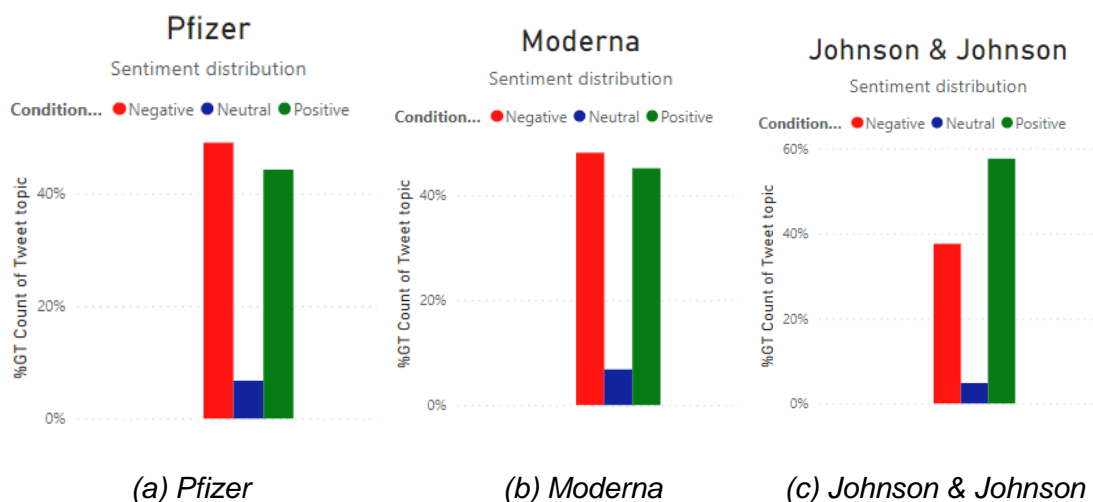 Pfizer
Sentiment distribution
Condition... Negative Neutral Positive
%GT Count of Tweet topic
40%
20%
0%
(a) Pfizer
Moderna
Sentiment distribution
Condition... Negative Neutral Positive
%GT Count of Tweet topic
40%
20%
0%
(b) Moderna
Johnson & Johnson
Sentiment distribution
Condition... Negative Neutral Positive
%GT Count of Tweet topic
60%
40%
20%
0%
(c) Johnson & Johnson